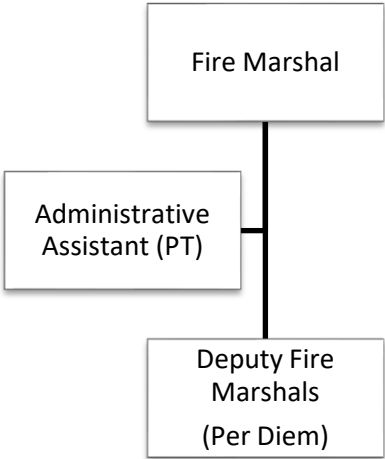 Fire Marshal
Administrative
Assistant (PT)
Deputy Fire
Marshals
(Per Diem)